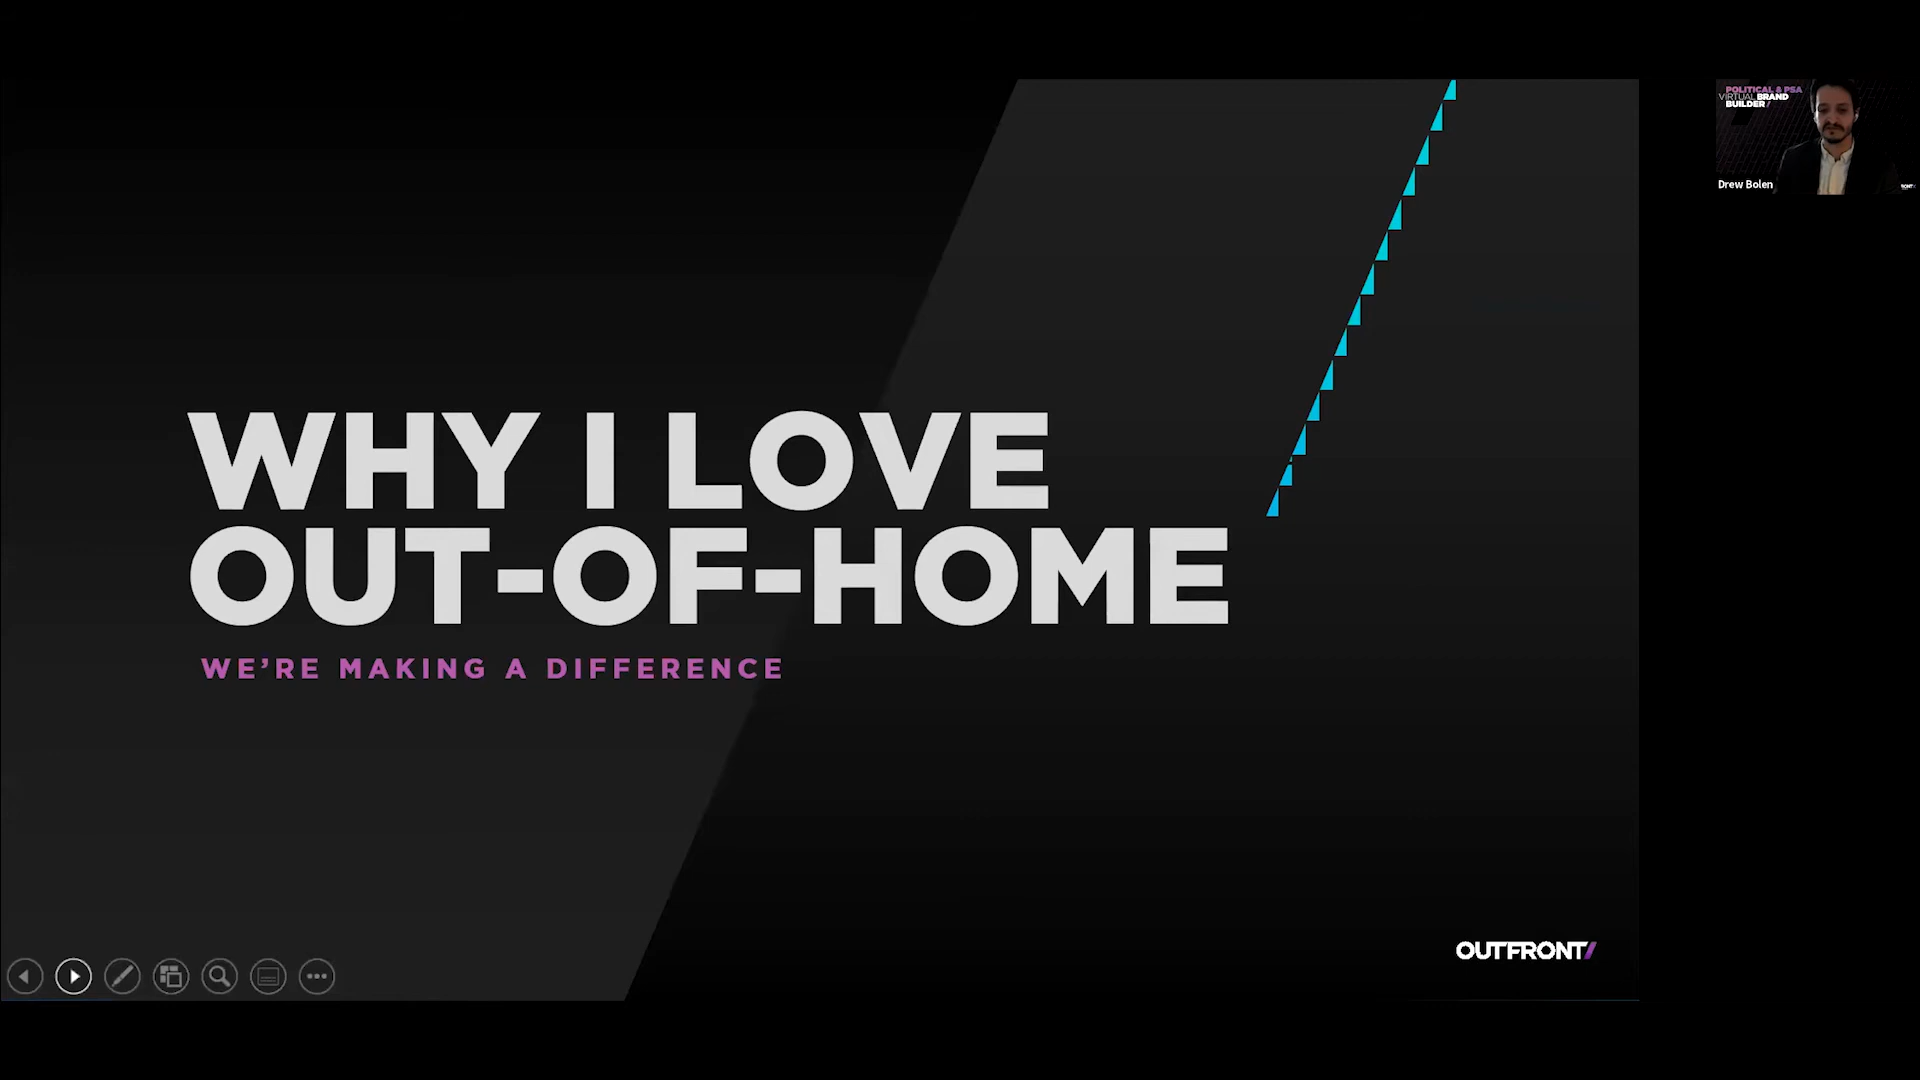 WHY I LOVE
OUT-OF-HOME
WE’RE MAKING A DIFFERENCE
OUTFRONT/
POLITICAL & PSA
VIRTUAL BRAND
BUILDER/
Drew Bolen